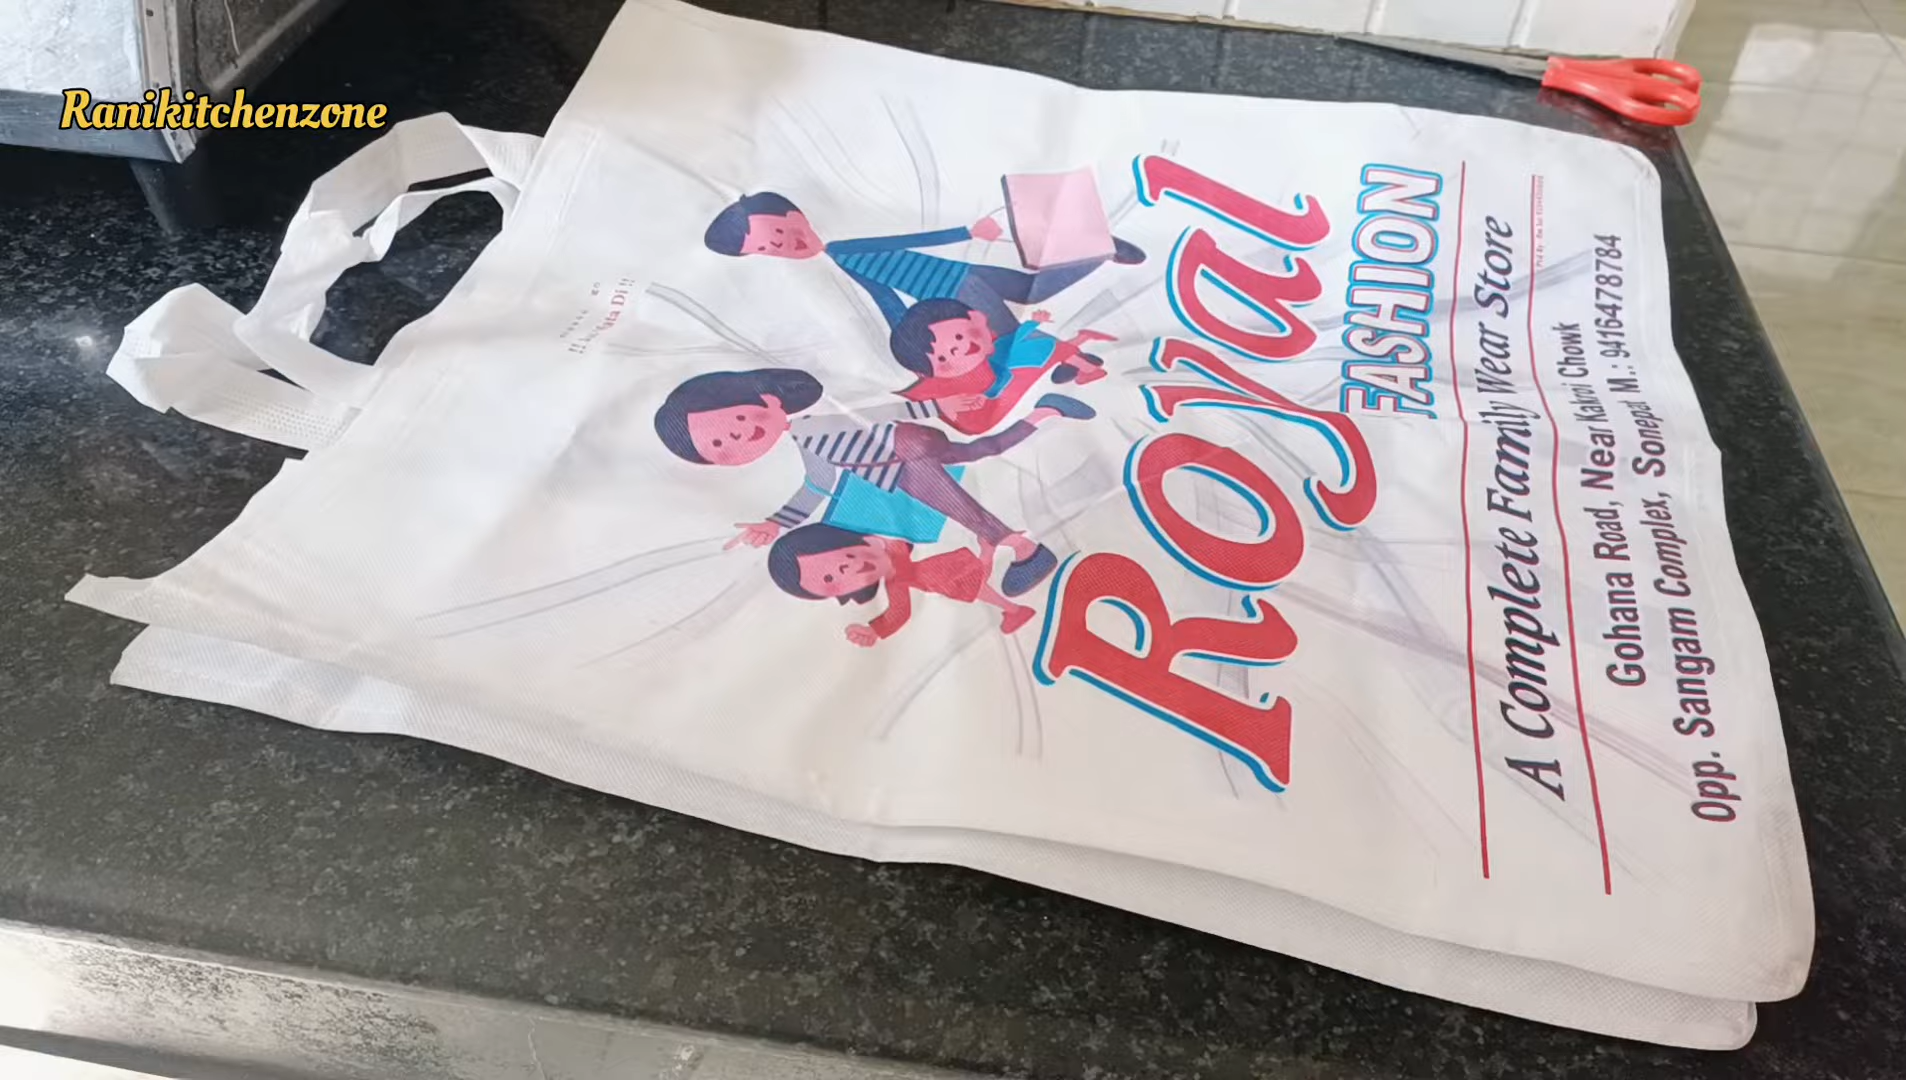 Ranikitchenzone
Royal
FASHION
A Complete Family Wear Store
Gohana Road, Near Kakroi Chowk
Opp. Sangam Complex, Sonepat M.: 9416478784